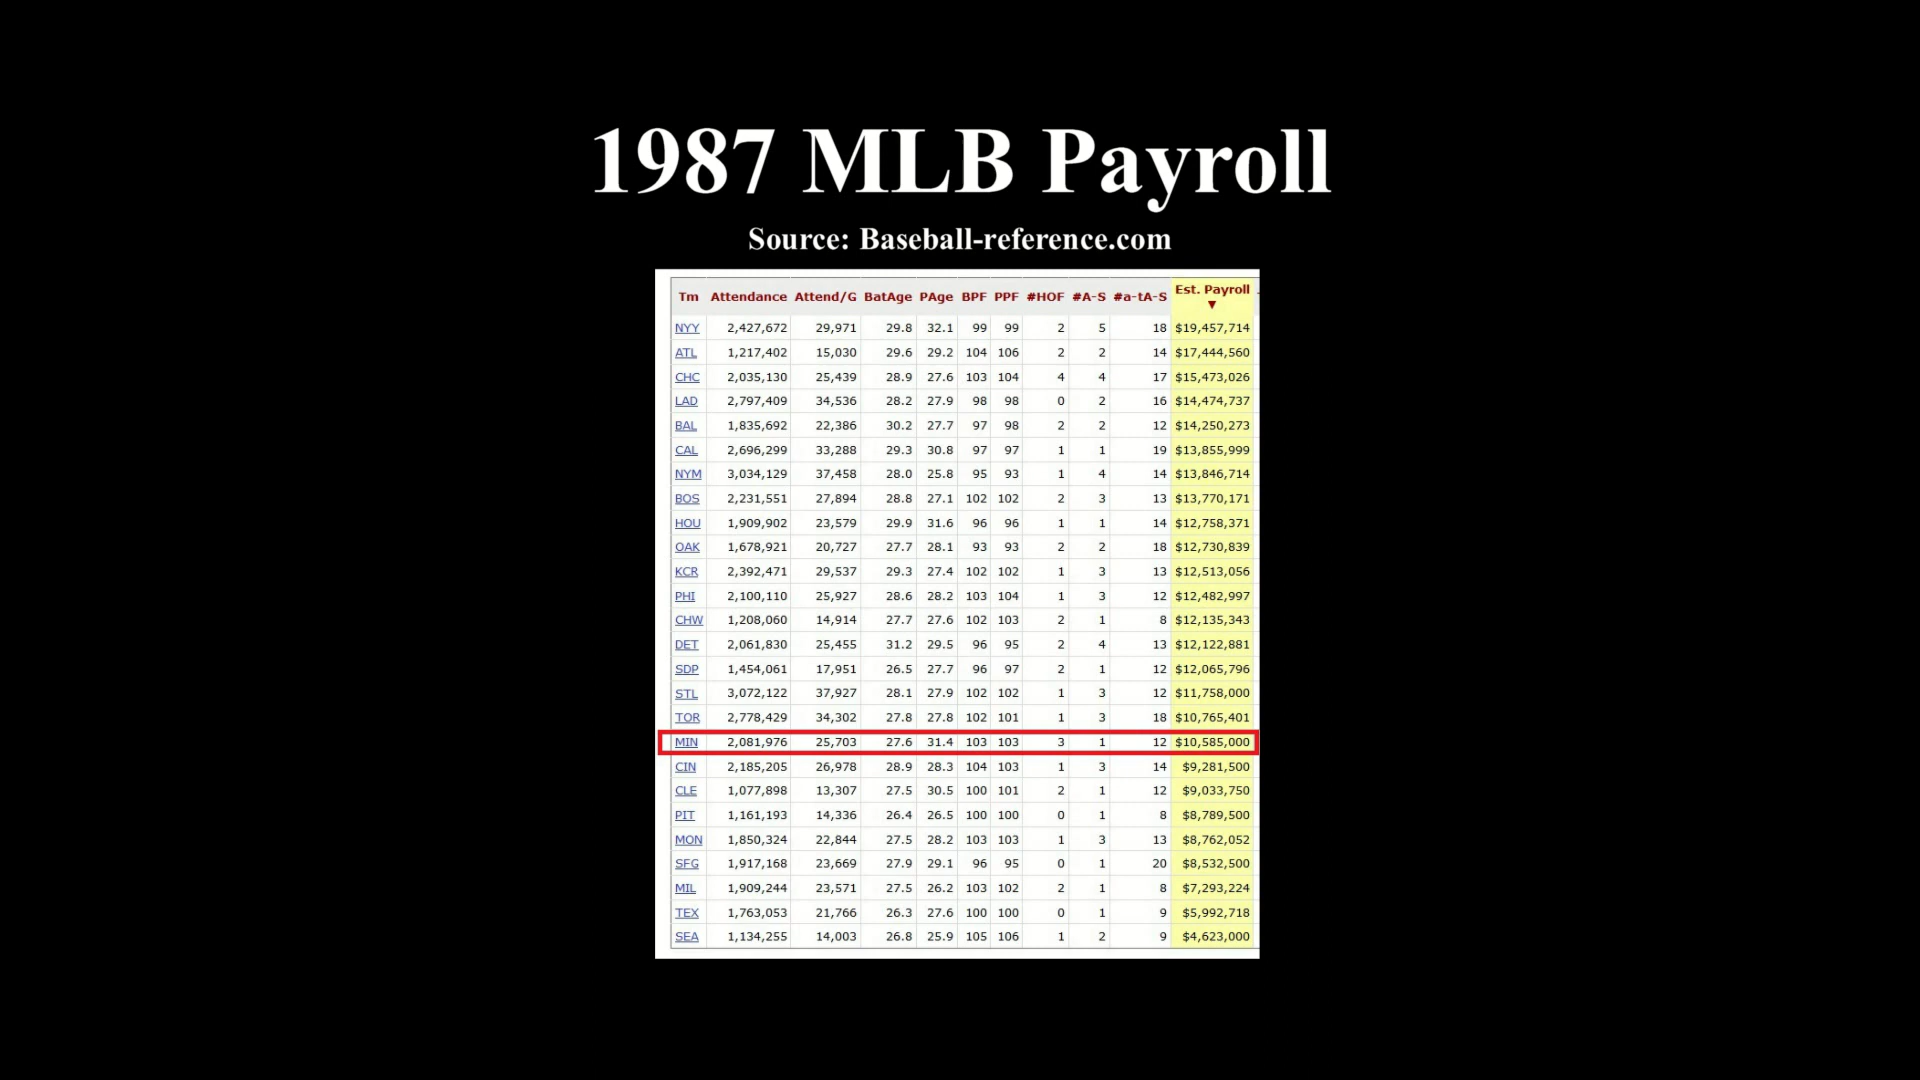 1987 MLB Payroll
Source: Baseball-reference.com
Tm Attendance Attend/G BatAge PAge BPF PPF #HOF #A-S #a-tA-S Est. Payroll ▼
NYY 2,427,672 29,971 29.8 32.1 99 99 2 5 18 $19,457,714
ATL 1,217,402 15,030 29.6 29.2 104 106 2 2 14 $17,444,560
CHC 2,035,130 25,439 28.9 27.6 103 104 4 4 17 $15,473,026
LAD 2,797,409 34,536 28.2 27.9 98 98 0 2 16 $14,474,737
BAL 1,835,692 22,386 30.2 27.7 97 98 2 2 12 $14,250,273
CAL 2,696,299 33,288 29.3 30.8 97 97 1 1 19 $13,855,999
NYM 3,034,129 37,458 28.0 25.8 95 93 1 4 14 $13,846,714
BOS 2,231,551 27,894 28.8 27.1 102 102 2 3 13 $13,770,171
HOU 1,909,902 23,579 29.9 31.6 96 96 1 1 14 $12,758,371
OAK 1,678,921 20,727 27.7 28.1 93 93 2 2 18 $12,730,839
KCR 2,392,471 29,537 29.3 27.4 102 102 1 3 13 $12,513,056
PHI 2,100,110 25,927 28.6 28.2 103 104 1 3 12 $12,482,997
CHW 1,208,060 14,914 27.7 27.6 102 103 2 1 8 $12,135,343
DET 2,061,830 25,455 31.2 29.5 96 95 2 4 13 $12,122,881
SDP 1,454,061 17,951 26.5 27.7 96 97 2 1 12 $12,065,796
STL 3,072,122 37,927 28.1 27.9 102 102 1 3 12 $11,758,000
TOR 2,778,429 34,302 27.8 27.8 102 101 1 3 18 $10,765,401
MIN 2,081,976 25,703 27.6 31.4 103 103 3 1 12 $10,585,000
CIN 2,185,205 26,978 28.9 28.3 104 103 1 3 14 $9,281,500
CLE 1,077,898 13,307 27.5 30.5 100 101 2 1 12 $9,033,750
PIT 1,161,193 14,336 26.4 26.5 100 100 0 1 8 $8,789,500
MON 1,850,324 22,844 27.5 28.2 103 103 1 3 13 $8,762,052
SFG 1,917,168 23,669 27.9 29.1 96 95 0 1 20 $8,532,500
MIL 1,909,244 23,571 27.5 26.2 103 102 2 1 8 $7,293,224
TEX 1,763,053 21,766 26.3 27.6 100 100 0 1 9 $5,992,718
SEA 1,134,255 14,003 26.8 25.9 105 106 1 2 9 $4,623,000